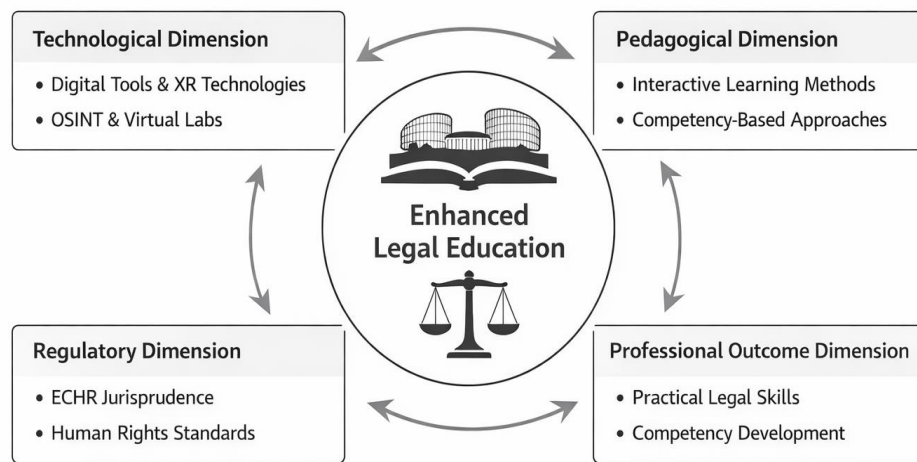 Technological Dimension
• Digital Tools & XR Technologies
• OSINT & Virtual Labs
Pedagogical Dimension
• Interactive Learning Methods
• Competency-Based Approaches
Enhanced
Legal Education
Regulatory Dimension
• ECHR Jurisprudence
• Human Rights Standards
Professional Outcome Dimension
• Practical Legal Skills
• Competency Development